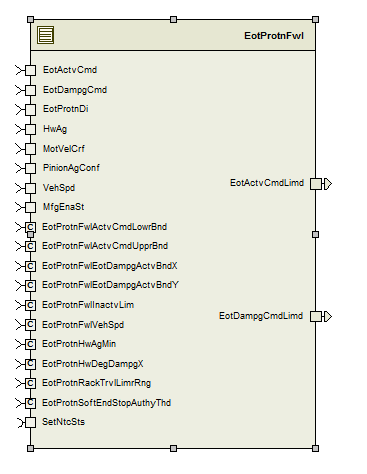 EotProtnFwl
EotActvCmd
EotDampgCmd
EotProtnDi
HwAg
MotVelCrf
PinionAgConf
VehSpd
MfgEnaSt
C EotProtnFwlActvCmdLowrBnd
C EotProtnFwlActvCmdUpprBnd
C EotProtnFwlEotDampgActvBndX
C EotProtnFwlEotDampgActvBndY
C EotProtnFwlInactvLim
C EotProtnFwlVehSpd
C EotProtnHwAgMin
C EotProtnHwDegDampgX
C EotProtnRackTrvlLimrRng
C EotProtnSoftEndStopAuthyThd
SetNtcSts
EotActvCmdLimd
EotDampgCmdLimd